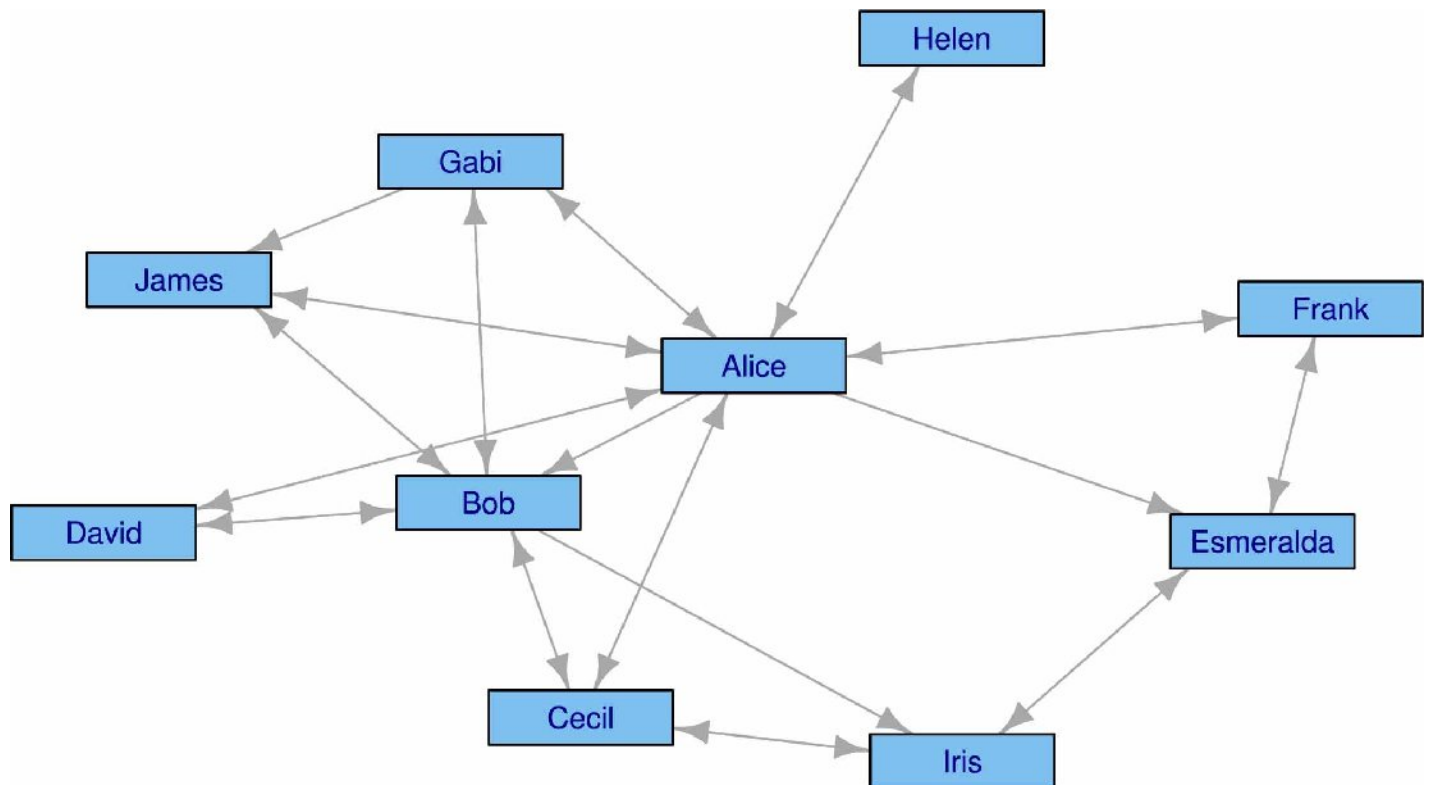 Helen
Gabi
James
Frank
Alice
Bob
David
Esmeralda
Cecil
Iris